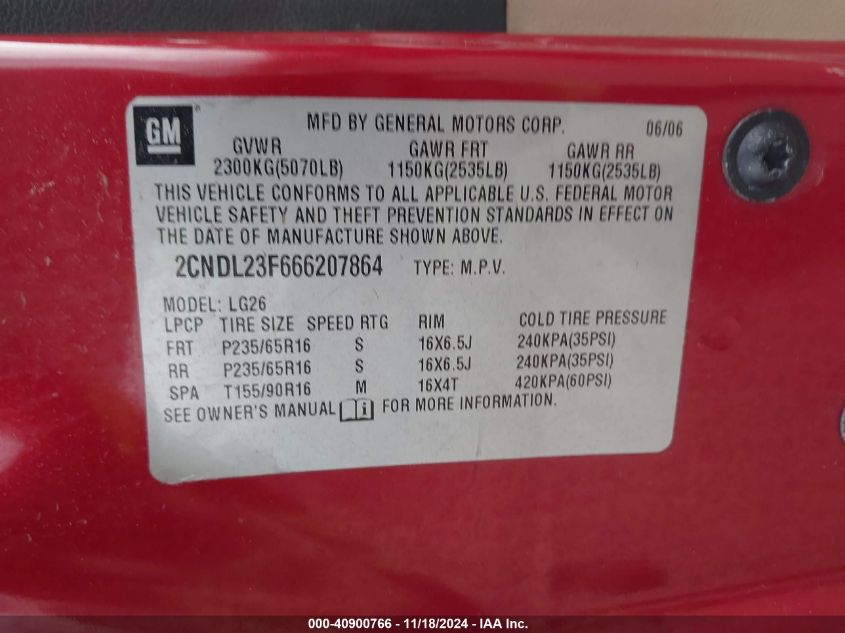 GM ® MFD BY GENERAL MOTORS CORP. 06/06
GVWR GAWR FRT GAWR RR
2300KG(5070LB) 1150KG(2535LB) 1150KG(2535LB)
THIS VEHICLE CONFORMS TO ALL APPLICABLE U.S. FEDERAL MOTOR
VEHICLE SAFETY AND THEFT PREVENTION STANDARDS IN EFFECT ON
THE DATE OF MANUFACTURE SHOWN ABOVE.
2CNDL23F666207864 TYPE: M.P.V.
MODEL: LG26
LPCP TIRE SIZE SPEED RTG RIM COLD TIRE PRESSURE
FRT P235/65R16 S 16X6.5J 240KPA(35PSI)
RR P235/65R16 S 16X6.5J 240KPA(35PSI)
SPA T155/90R16 M 16X4T 420KPA(60PSI)
SEE OWNER'S MANUAL i FOR MORE INFORMATION.
000-40900766 — 11/18/2024 — IAA Inc.